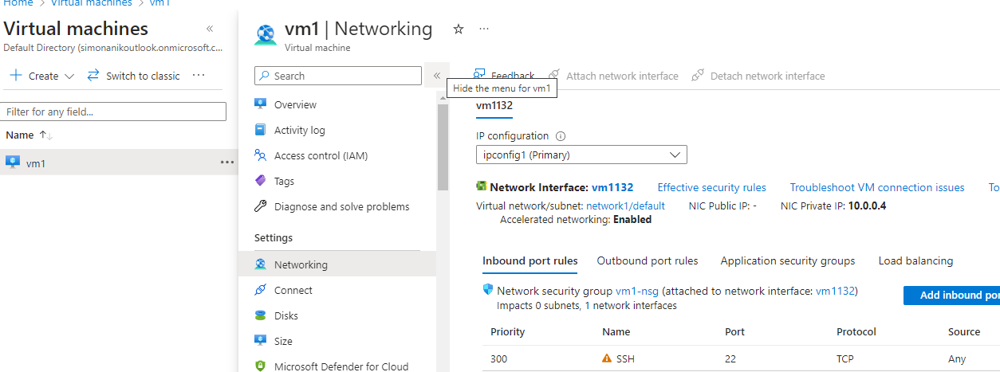 Home > Virtual machines > vm1
Virtual machines
«
Default Directory (simonanikoutlook.onmicrosoft.c...
Create
Switch to classic
...
Filter for any field...
Name ↑↓
vm1
...
vm1 | Networking
...
Virtual machine
Search
«
Hide the menu for vm1
Overview
Activity log
Access control (IAM)
Tags
Diagnose and solve problems
Settings
Networking
Connect
Disks
Size
Microsoft Defender for Cloud
Feedback
Attach network interface
Detach network interface
vm1132
IP configuration
ipconfig1 (Primary)
Network Interface: vm1132 Effective security rules Troubleshoot VM connection issues To
Virtual network/subnet: network1/default NIC Public IP: - NIC Private IP: 10.0.0.4
Accelerated networking: Enabled
Inbound port rules Outbound port rules Application security groups Load balancing
Network security group vm1-nsg (attached to network interface: vm1132)
Impacts 0 subnets, 1 network interfaces
Add inbound por
Priority Name Port Protocol Source
300 SSH 22 TCP Any